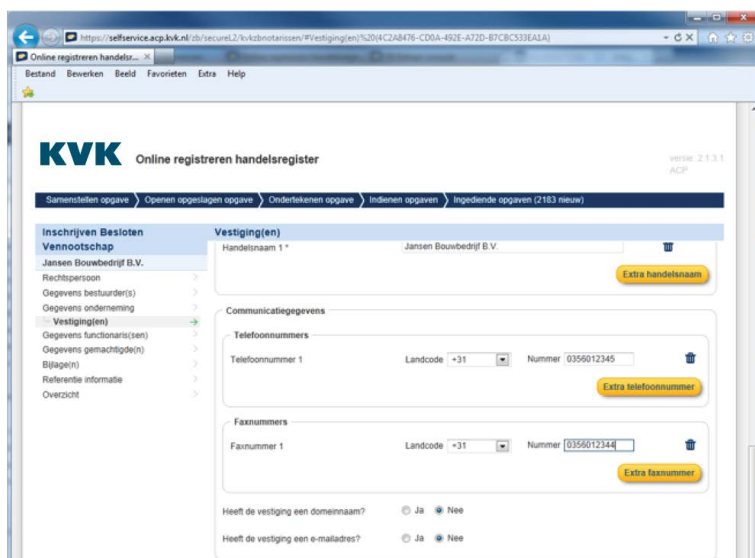 https://selfservice.acp.kvk.nl/zb/secureL2/kvkzbnotarissen/#Vestiging(en)%20(4C2A8476-CD0A-492E-A72D-B7CBC533EA1A)
Online registreren handelsr...
Bestand Bewerken Beeld Favorieten Extra Help
KVK Online registreren handelsregister
versie: 2.1.3.1
ACP
Samenstellen opgave Openen opgeslagen opgave Ondertekenen opgave Indienen opgaven Ingediende opgaven (2183 nieuw)
Inschrijven Besloten Vennootschap
Jansen Bouwbedrijf B.V.
Rechtspersoon
Gegevens bestuurder(s)
Gegevens onderneming
Vestiging(en)
Gegevens functionaris(sen)
Gegevens gemachtigde(n)
Bijlage(n)
Referentie informatie
Overzicht
Vestiging(en)
Handelsnaam 1 * Jansen Bouwbedrijf B.V.
Extra handelsnaam
Communicatiegegevens
Telefoonnummers
Telefoonnummer 1 Landcode +31 Nummer 0356012345
Extra telefoonnummer
Faxnummers
Faxnummer 1 Landcode +31 Nummer 0356012344
Extra faxnummer
Heeft de vestiging een domeinnaam? Ja Nee
Heeft de vestiging een e-mailadres? Ja Nee